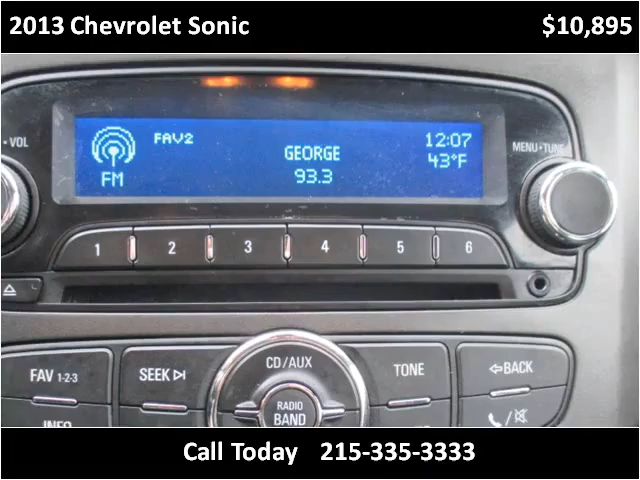 2013 Chevrolet Sonic $10,895
• VOL
FAV2
GEORGE
93.3
FM
12:07
43°F
MENU•TUNE
1 2 3 4 5 6
FAV 1-2-3
SEEK
CD/AUX
TONE
BACK
INFO
RADIO
BAND
Call Today 215-335-3333